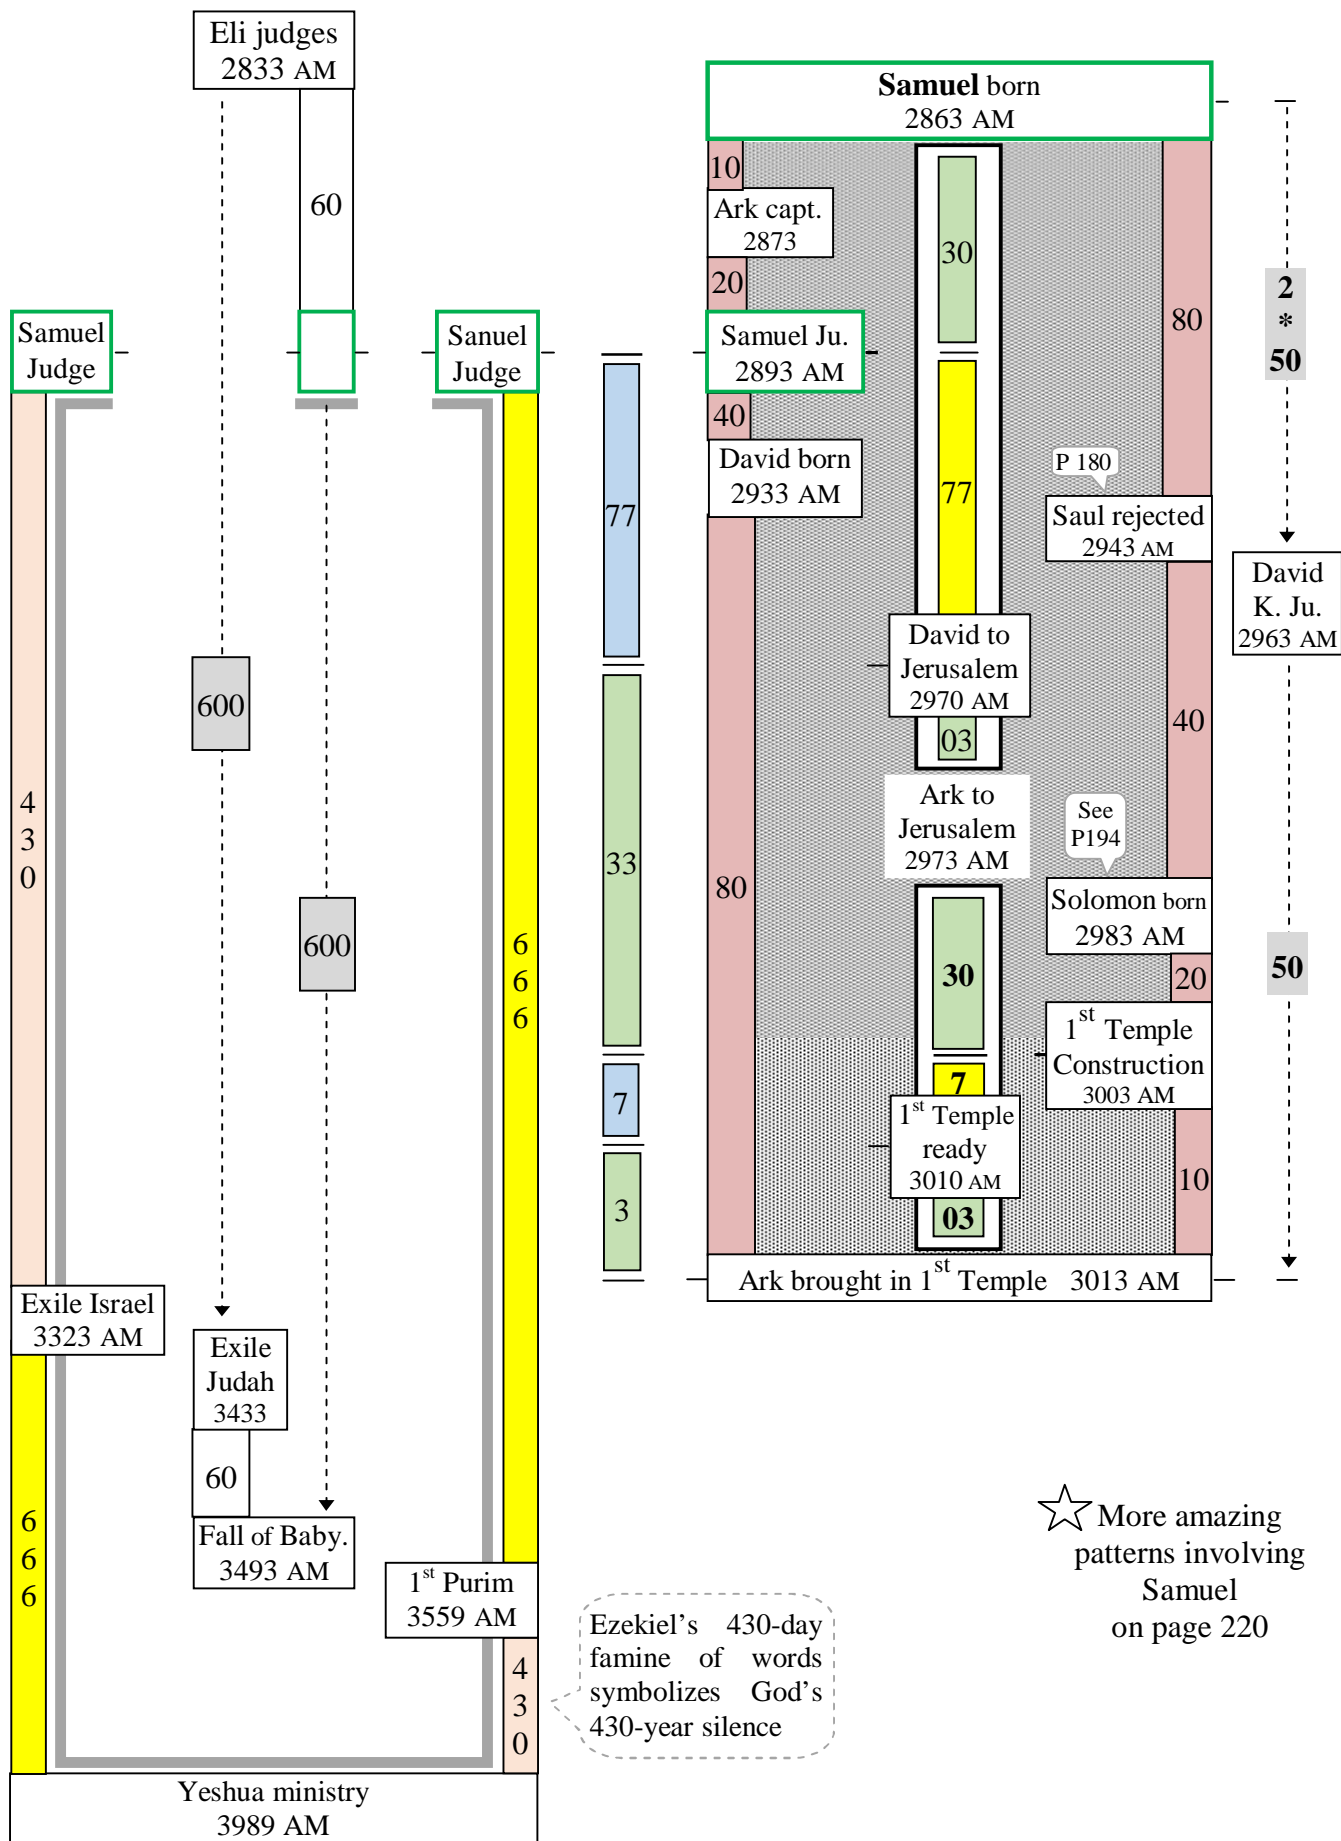 Eli judges
2833 AM
60
Samuel
Judge
Sanuel
Judge
600
600
4
3
0
6
6
6
Exile Israel
3323 AM
Exile
Judah
3433
60
Fall of Baby.
3493 AM
6
6
6
1st Purim
3559 AM
4
3
0
Yeshua ministry
3989 AM
Ezekiel's 430-day
famine of words
symbolizes God's
430-year silence
77
33
7
3
Samuel born
2863 AM
10
Ark capt.
2873
20
Samuel Ju.
2893 AM
40
David born
2933 AM
80
30
77
David to
Jerusalem
2970 AM
03
Ark to
Jerusalem
2973 AM
30
7
1st Temple
ready
3010 AM
03
80
P 180
Saul rejected
2943 AM
40
See
P194
Solomon born
2983 AM
20
1st Temple
Construction
3003 AM
10
Ark brought in 1st Temple 3013 AM
2
*
50
David
K. Ju.
2963 AM
50
More amazing
patterns involving
Samuel
on page 220